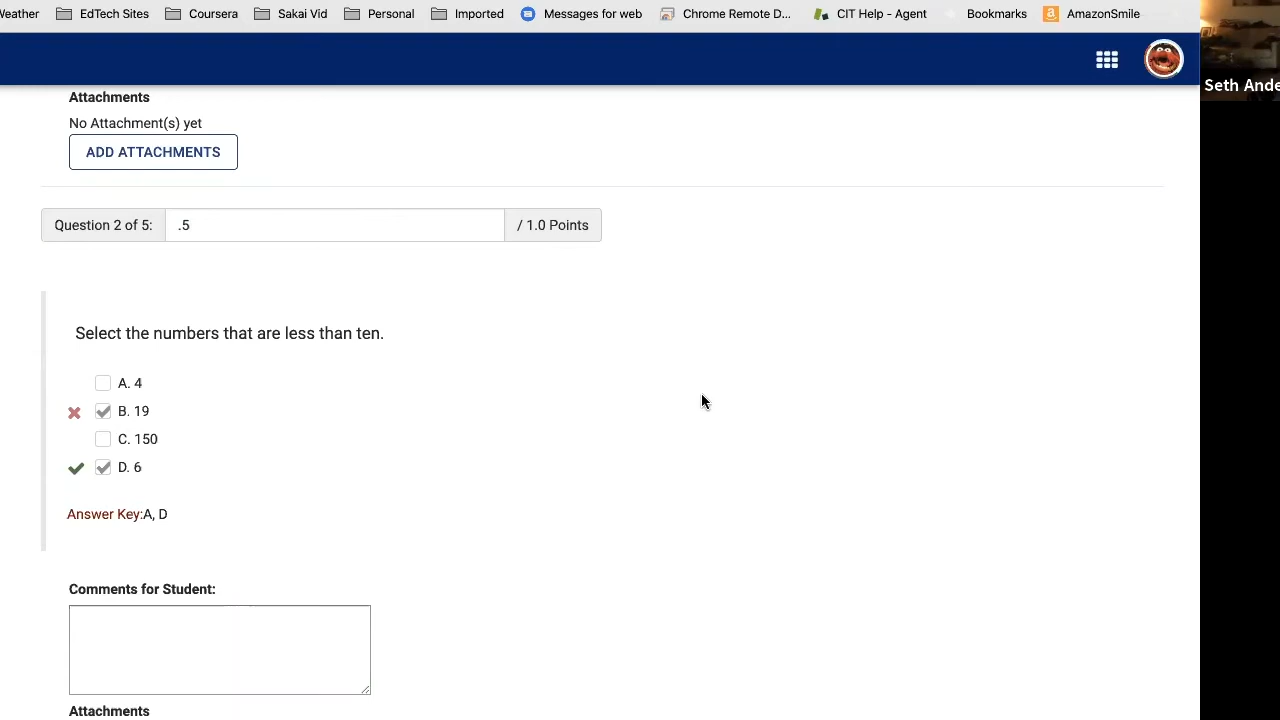 Weather EdTech Sites Coursera Sakai Vid Personal Imported Messages for web Chrome Remote D... CIT Help - Agent Bookmarks AmazonSmile
Seth Ande
Attachments
No Attachment(s) yet
ADD ATTACHMENTS
Question 2 of 5: .5 / 1.0 Points
Select the numbers that are less than ten.
A. 4
B. 19
C. 150
D. 6
Answer Key:A, D
Comments for Student:
Attachments